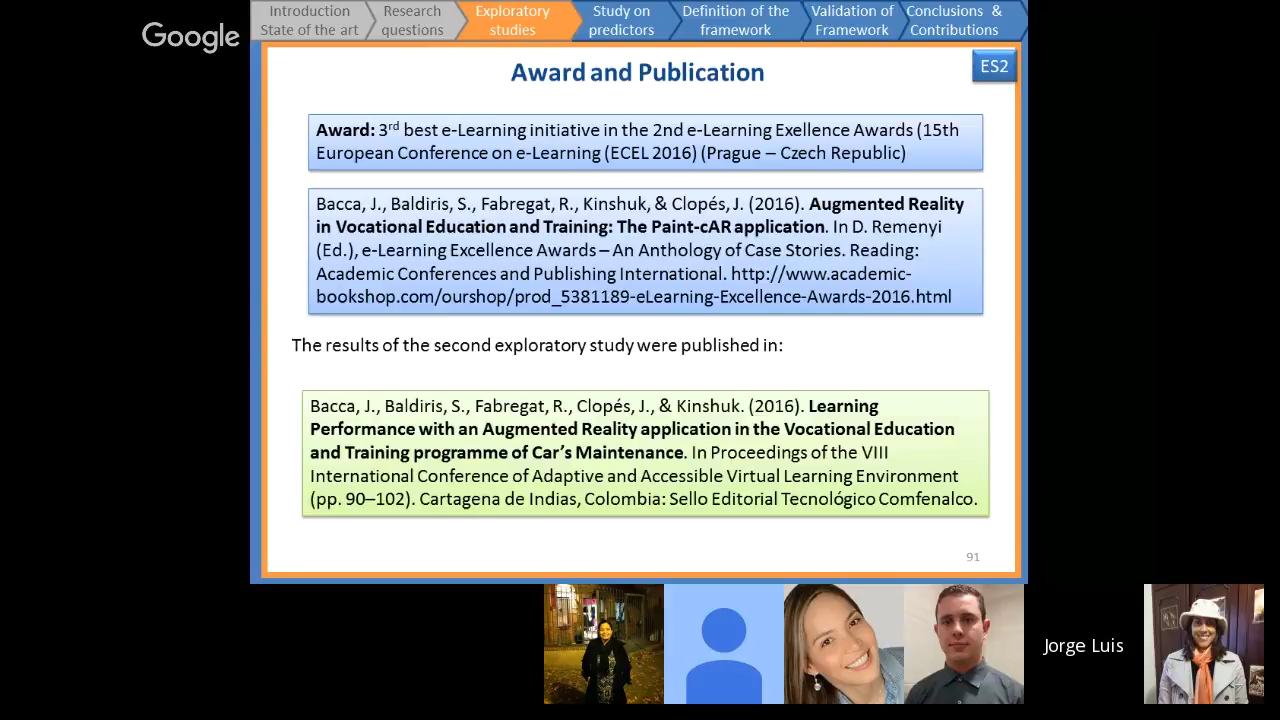 Google
Introduction
State of the art
Research
questions
Exploratory
studies
Study on
predictors
Definition of the
framework
Validation of
Framework
Conclusions &
Contributions
Award and Publication
ES2
Award: 3rd best e-Learning initiative in the 2nd e-Learning Exellence Awards (15th
European Conference on e-Learning (ECEL 2016) (Prague – Czech Republic)
Bacca, J., Baldiris, S., Fabregat, R., Kinshuk, & Clopés, J. (2016). Augmented Reality
in Vocational Education and Training: The Paint-cAR application. In D. Remenyi
(Ed.), e-Learning Excellence Awards – An Anthology of Case Stories. Reading:
Academic Conferences and Publishing International. http://www.academic-
bookshop.com/ourshop/prod_5381189-eLearning-Excellence-Awards-2016.html
The results of the second exploratory study were published in:
Bacca, J., Baldiris, S., Fabregat, R., Clopés, J., & Kinshuk. (2016). Learning
Performance with an Augmented Reality application in the Vocational Education
and Training programme of Car’s Maintenance. In Proceedings of the VIII
International Conference of Adaptive and Accessible Virtual Learning Environment
(pp. 90–102). Cartagena de Indias, Colombia: Sello Editorial Tecnológico Comfenalco.
91
Jorge Luis